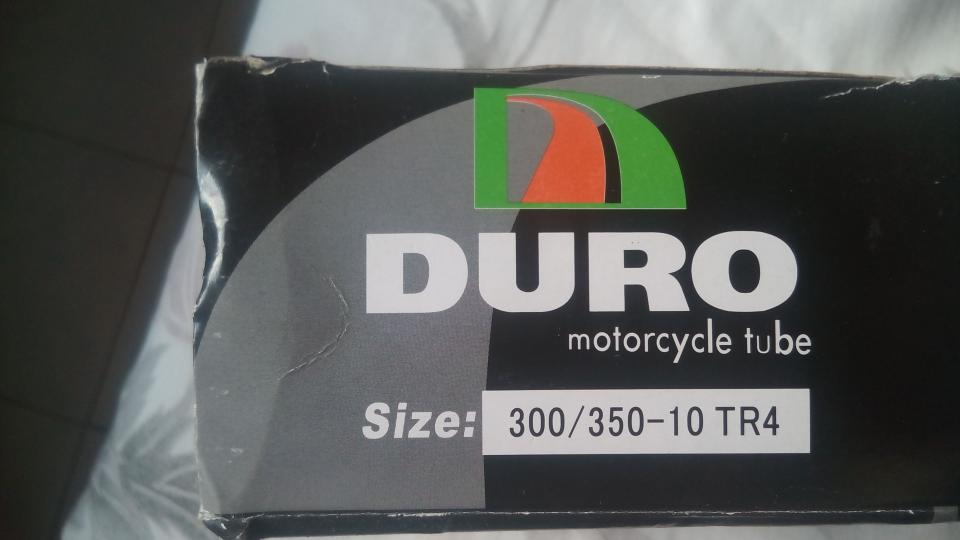 DURO
motorcycle tube
Size: 300/350-10 TR4